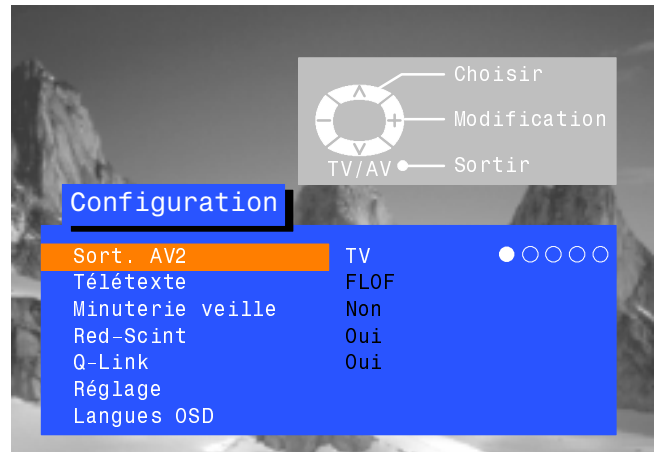 Choisir
Modification
TV/AV Sortir
Configuration
Sort. AV2 TV
Télétexte FLOF
Minuterie veille Non
Red-Scint Oui
Q-Link Oui
Réglage
Langues OSD